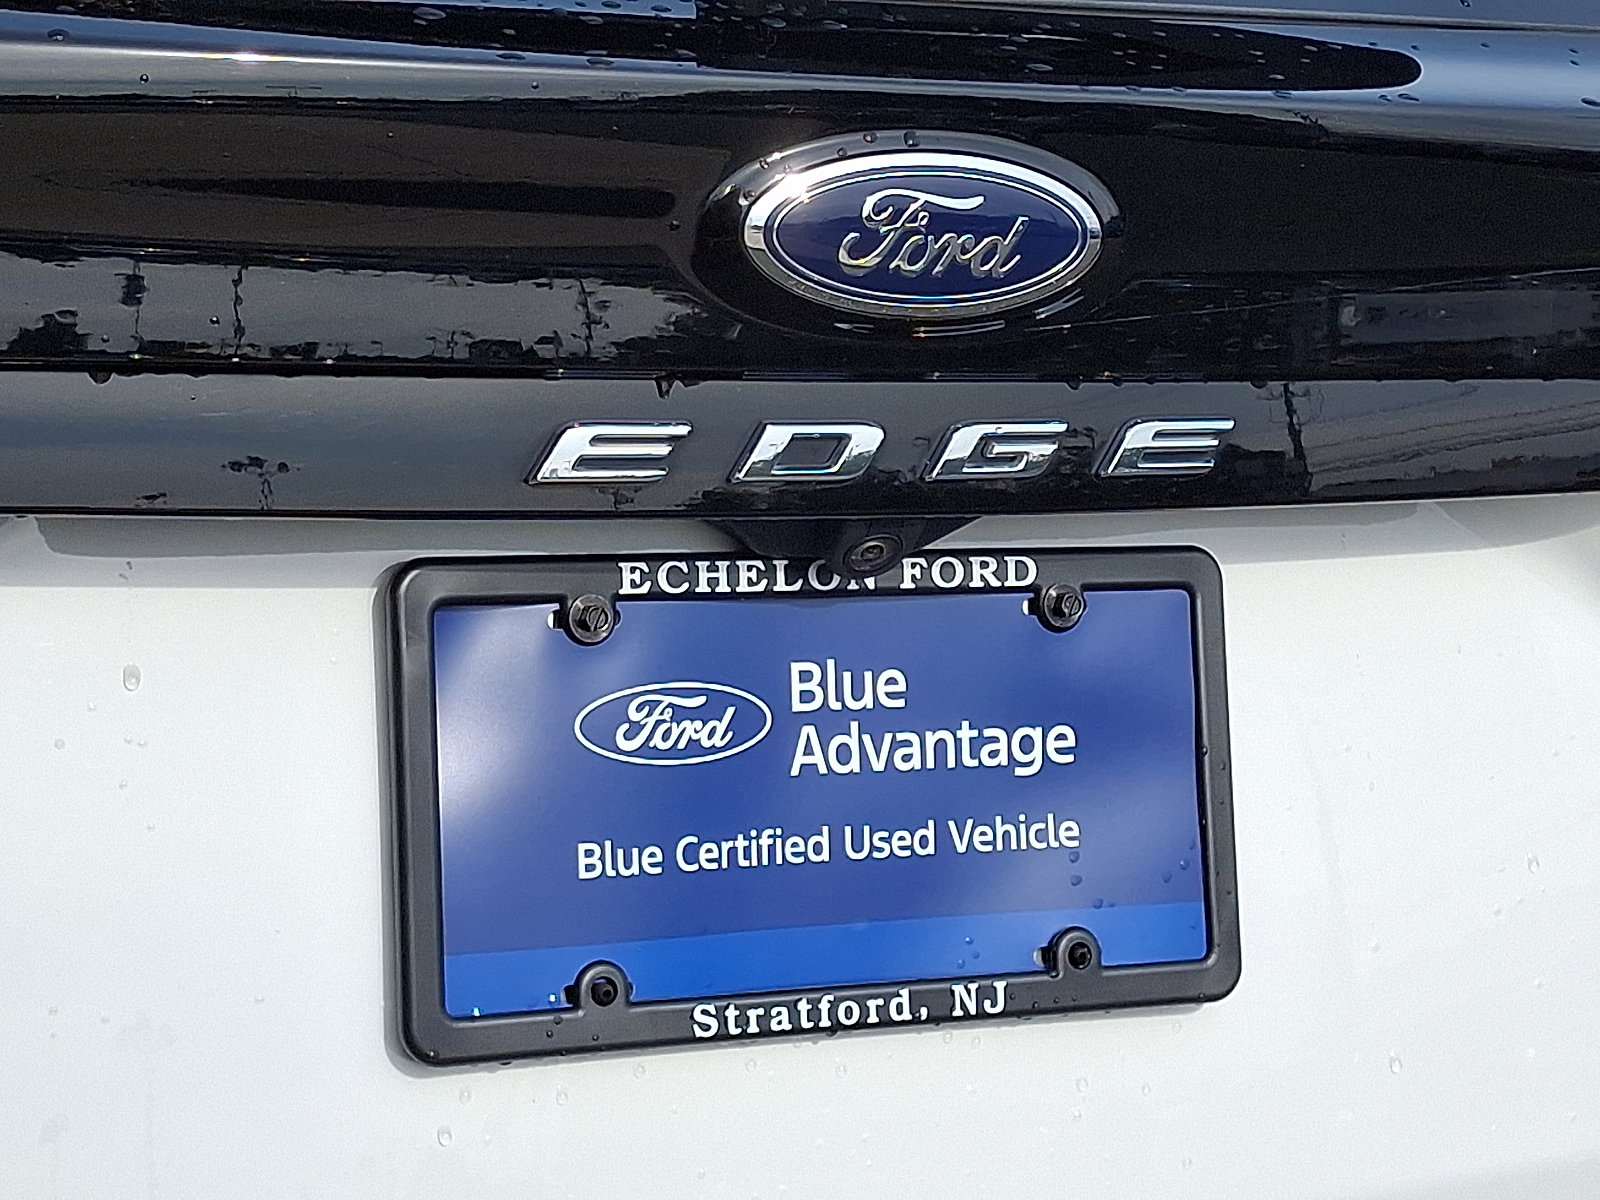 Ford
EDGE
ECHELON FORD
Ford
Blue
Advantage
Blue Certified Used Vehicle
Stratford, NJ